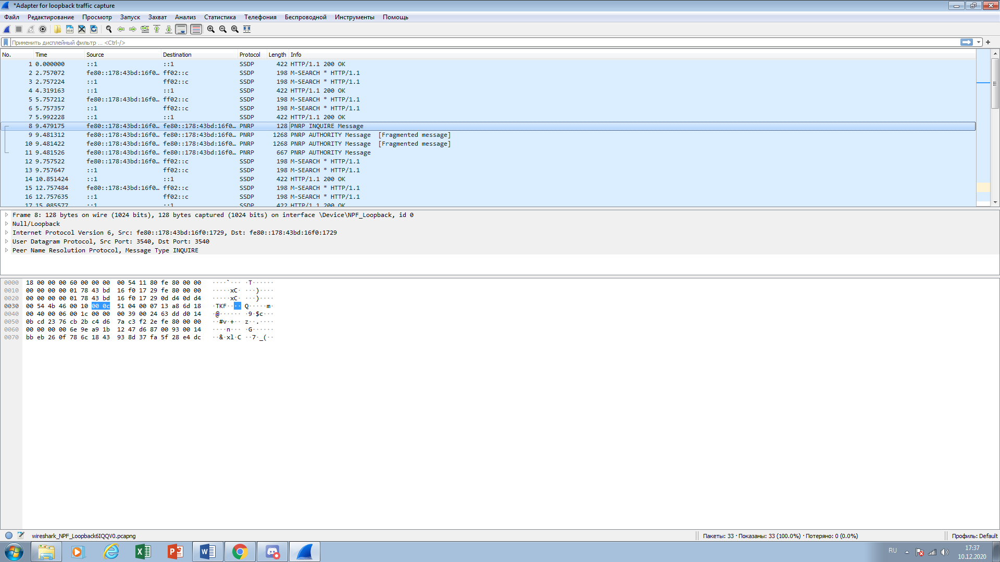 *Adapter for loopback traffic capture
Файл Редактирование Просмотр Запуск Захват Анализ Статистика Телефония Беспроводной Инструменты Помощь
Применить дисплейный фильтр ... <Ctrl-/>
No. Time Source Destination Protocol Length Info
1 0.000000 ::1 ::1 SSDP 422 HTTP/1.1 200 OK
2 2.757072 fe80::178:43bd:16f0… ff02::c SSDP 198 M-SEARCH * HTTP/1.1
3 2.757224 ::1 ff02::c SSDP 198 M-SEARCH * HTTP/1.1
4 4.319163 ::1 ::1 SSDP 422 HTTP/1.1 200 OK
5 5.757212 fe80::178:43bd:16f0… ff02::c SSDP 198 M-SEARCH * HTTP/1.1
6 5.757357 ::1 ff02::c SSDP 198 M-SEARCH * HTTP/1.1
7 5.992228 ::1 ::1 SSDP 422 HTTP/1.1 200 OK
8 9.479175 fe80::178:43bd:16f0… fe80::178:43bd:16f0… PNRP 128 PNRP INQUIRE Message
9 9.481312 fe80::178:43bd:16f0… fe80::178:43bd:16f0… PNRP 1268 PNRP AUTHORITY Message [Fragmented message]
10 9.481422 fe80::178:43bd:16f0… fe80::178:43bd:16f0… PNRP 1268 PNRP AUTHORITY Message [Fragmented message]
11 9.481526 fe80::178:43bd:16f0… fe80::178:43bd:16f0… PNRP 667 PNRP AUTHORITY Message
12 9.757522 fe80::178:43bd:16f0… ff02::c SSDP 198 M-SEARCH * HTTP/1.1
13 9.757647 ::1 ff02::c SSDP 198 M-SEARCH * HTTP/1.1
14 10.851424 ::1 ::1 SSDP 422 HTTP/1.1 200 OK
15 12.757484 fe80::178:43bd:16f0… ff02::c SSDP 198 M-SEARCH * HTTP/1.1
16 12.757635 ::1 ff02::c SSDP 198 M-SEARCH * HTTP/1.1
17 15.085577 ::1 ::1 SSDP 422 HTTP/1.1 200 OK
Frame 8: 128 bytes on wire (1024 bits), 128 bytes captured (1024 bits) on interface \Device\NPF_Loopback, id 0
Null/Loopback
Internet Protocol Version 6, Src: fe80::178:43bd:16f0:1729, Dst: fe80::178:43bd:16f0:1729
User Datagram Protocol, Src Port: 3540, Dst Port: 3540
Peer Name Resolution Protocol, Message Type INQUIRE
0000 18 00 00 00 60 00 00 00 00 54 11 80 fe 80 00 00 ····`··· ·T······
0010 00 00 00 00 01 78 43 bd 16 f0 17 29 fe 80 00 00 ·····xC· ···)····
0020 00 00 00 00 01 78 43 bd 16 f0 17 29 0d d4 0d d4 ·····xC· ···)····
0030 00 54 4b 46 00 10 00 0c 51 04 00 07 13 a8 6d 18 ·TKF···· Q·····m·
0040 00 40 00 06 00 1c 00 00 00 39 00 24 63 dd d0 14 ·@······ ·9·$c···
0050 0b cd 23 76 cb 2b c4 d6 7a c3 f2 2e fe 80 00 00 ··#v·+·· z··.····
0060 00 00 00 00 6e 9e a9 1b 12 47 d6 87 00 93 00 14 ····n··· ·G······
0070 bb eb 26 0f 78 6c 18 43 93 8d 37 fa 5f 28 e4 dc ··&·xl·C ··7·_(··
wireshark_NPF_Loopback6IQQV0.pcapng
Пакеты: 33 · Показаны: 33 (100.0%) · Потеряно: 0 (0.0%)
Профиль: Default
RU
17:37
10.12.2020